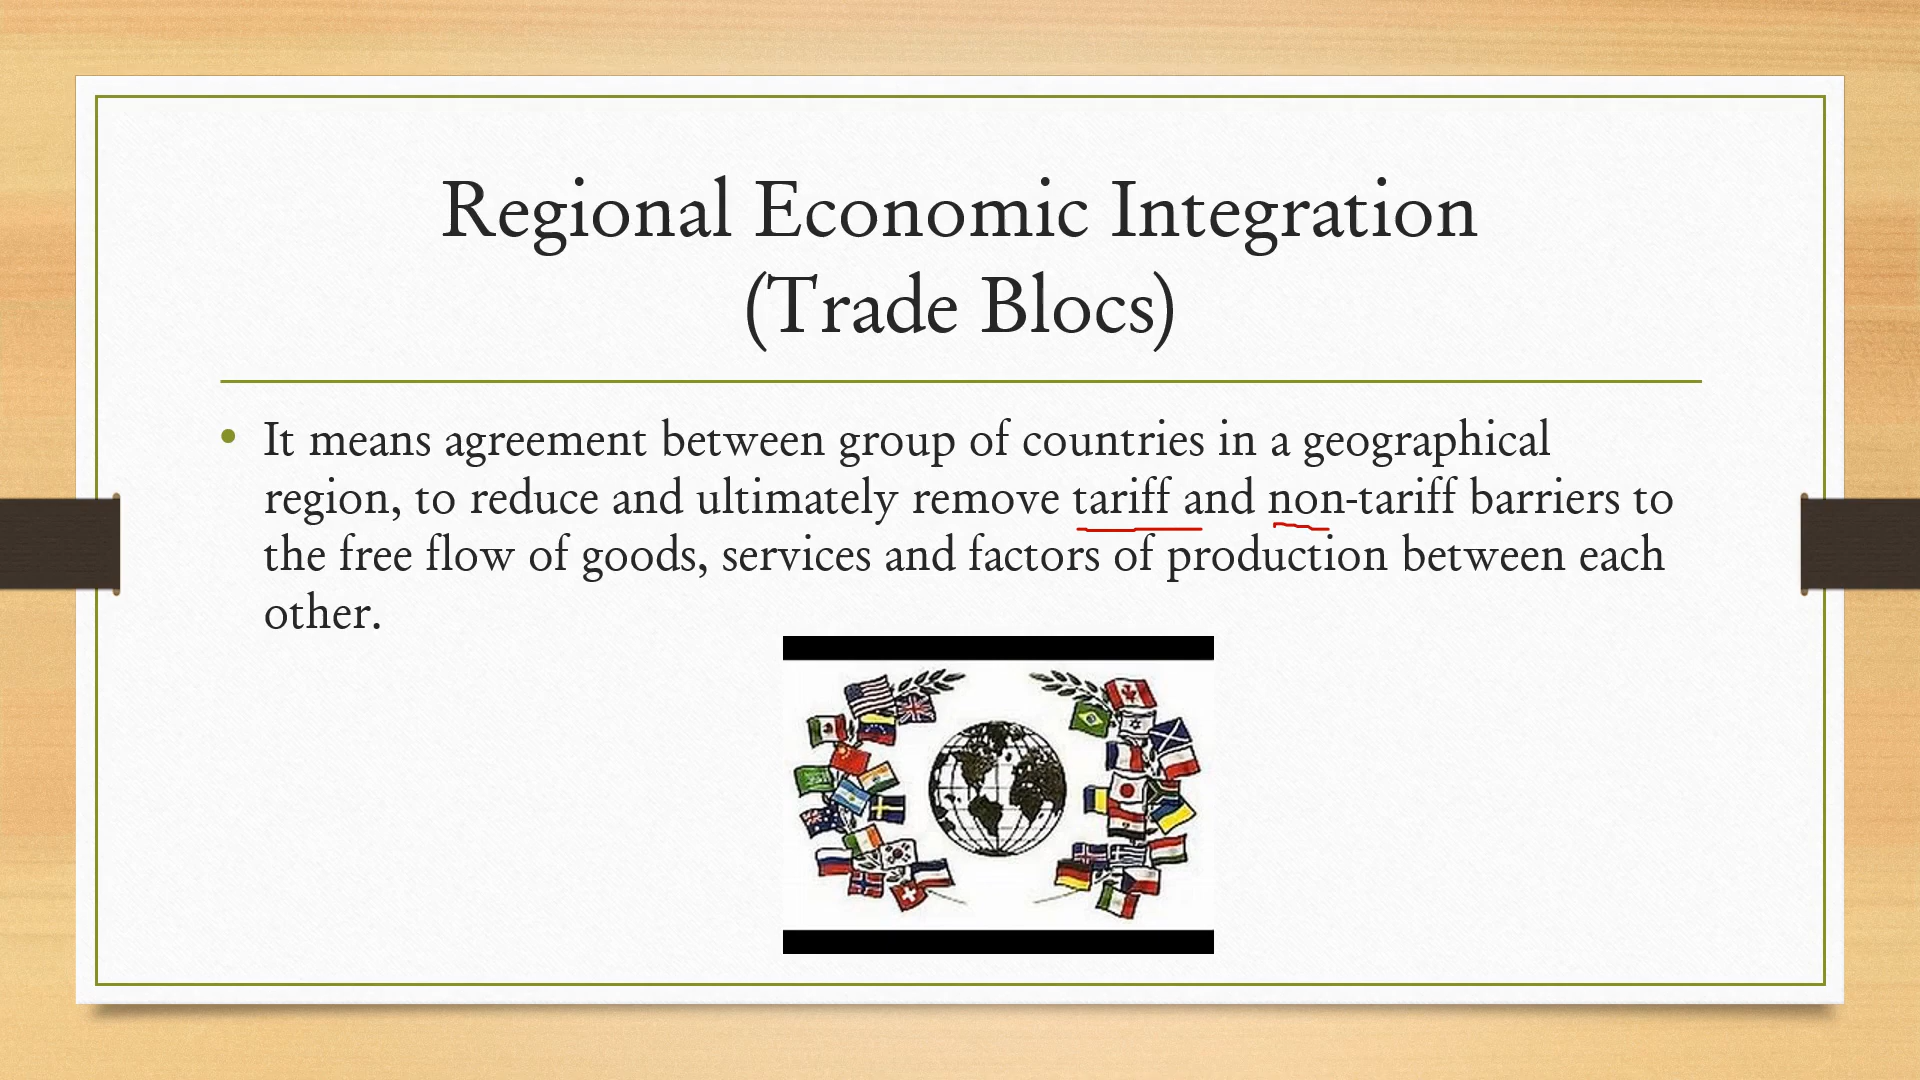 Regional Economic Integration
(Trade Blocs)
• It means agreement between group of countries in a geographical
region, to reduce and ultimately remove tariff and non-tariff barriers to
the free flow of goods, services and factors of production between each
other.